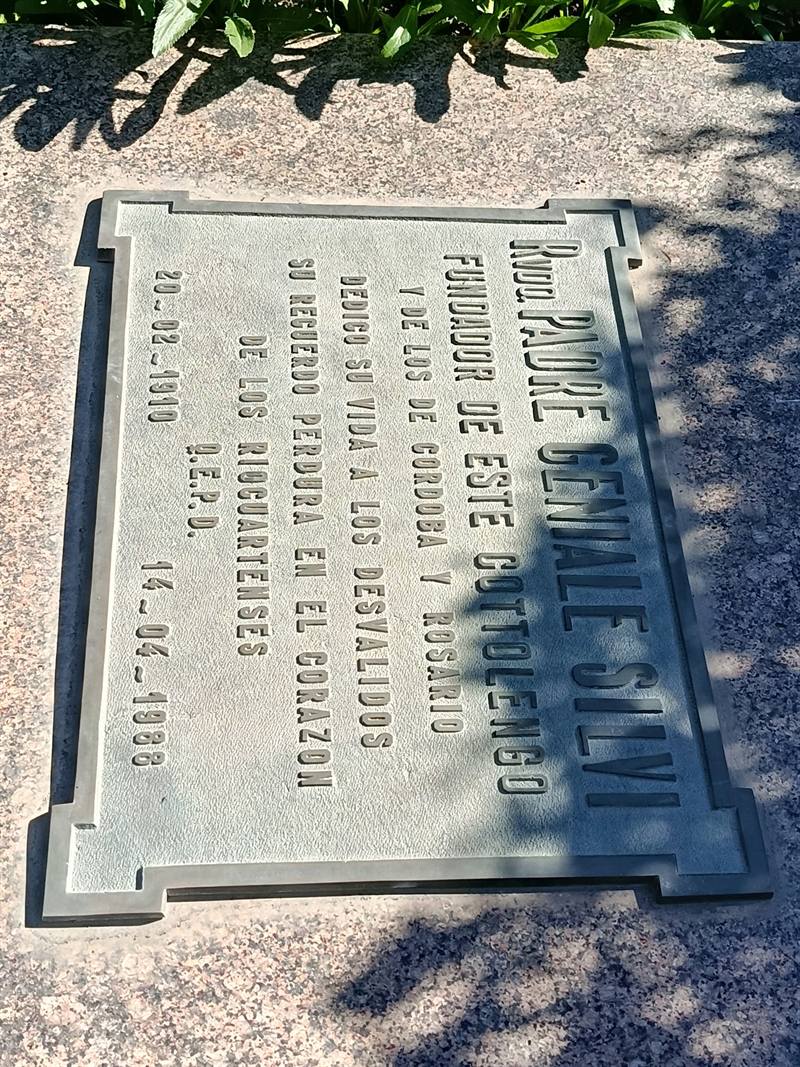 Rvdo. PADRE GENIALE SILVI
FUNDADOR DE ESTE COTTOLENGO
Y DE LOS DE CORDOBA Y ROSARIO
DEDICO SU VIDA A LOS DESVALIDOS
SU RECUERDO PERDURA EN EL CORAZON
DE LOS RIOCUARTENSES
Q.E.P.D.
20~02~1910 14~04~1988